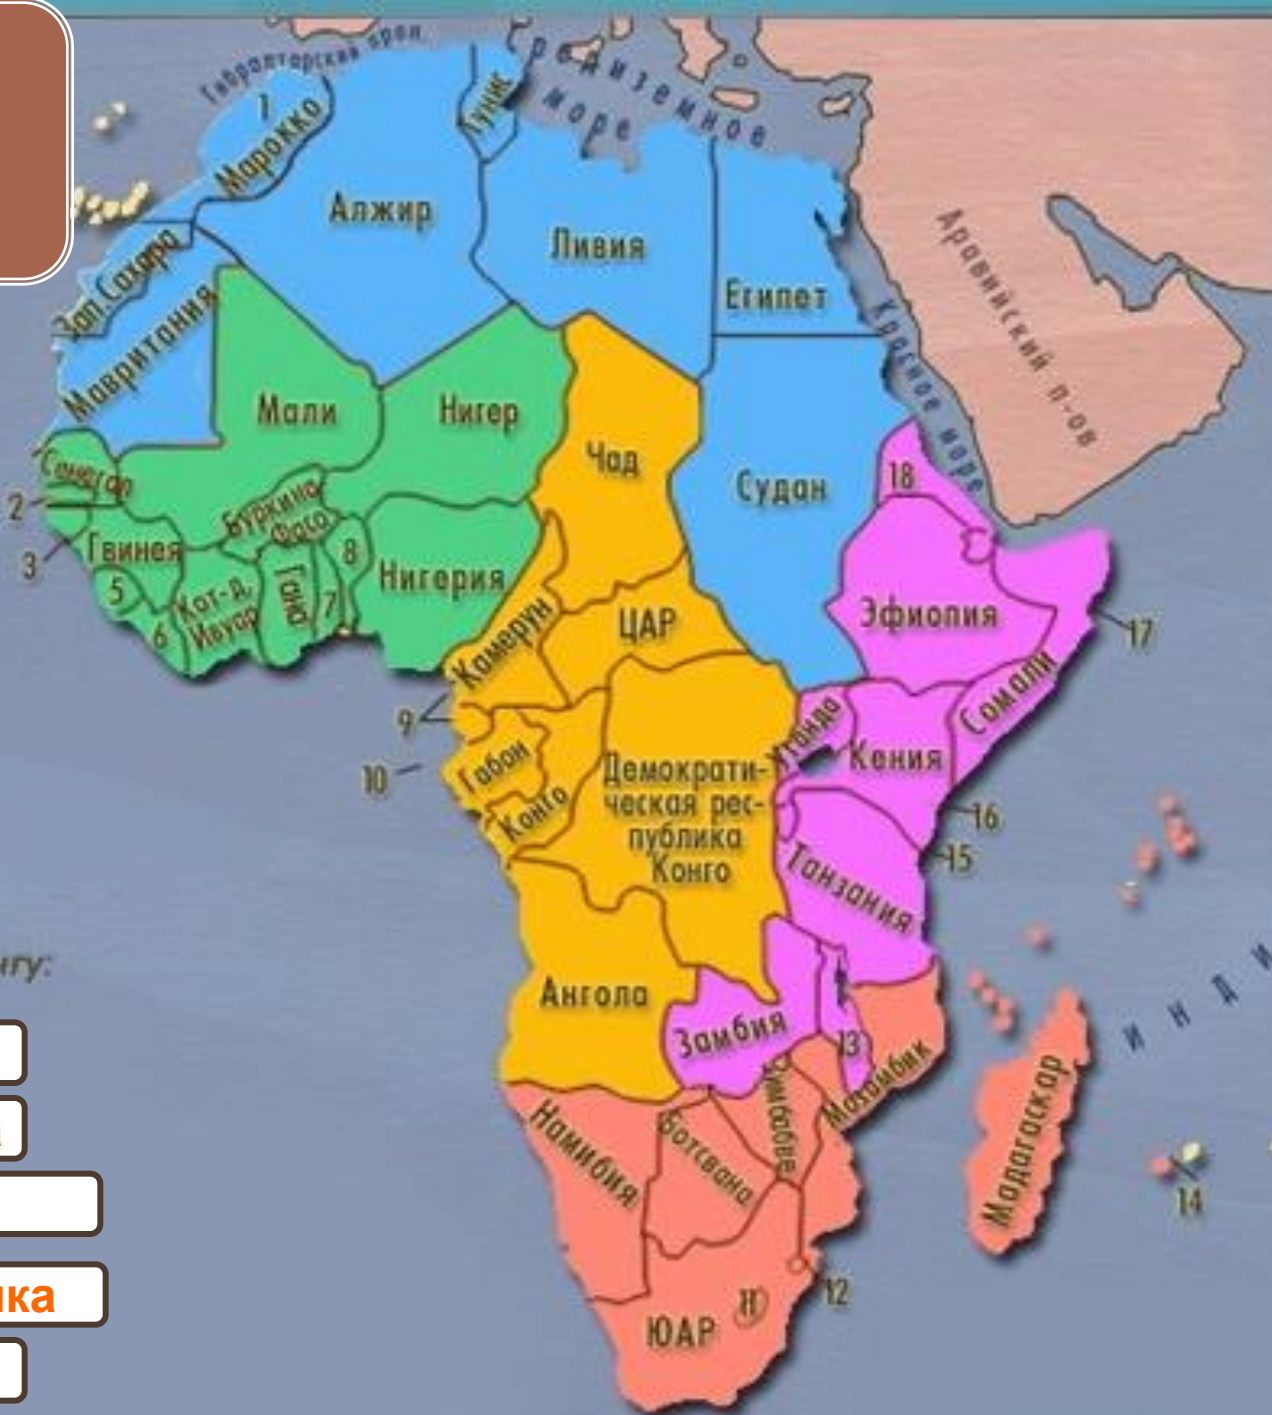 Гибралтарский прол
Средиземное
море
1
Марокко
Тунис
Алжир
Ливия
Египет
Аравийский п-ов
Красное море
Зап.Сахара
Мавритания
Мали
Нигер
Чад
Судан
18
Сенегал
2
3
Буркина
Фасо
Гвинея
5
6
Кот-д,
Ивуар
Гана
7
8
Нигерия
Камерун
ЦАР
Эфиопия
17
Сомали
9
10
Габон
Конго
Демократи-
ческая рес-
публика
Конго
Уганда
Кения
16
15
Танзания
нгу:
Ангола
Замбия
13
Мозамбик
Зимбабве
Намибия
Ботсвана
Мадагаскар
и н д и
14
12
11
ЮАР
ика